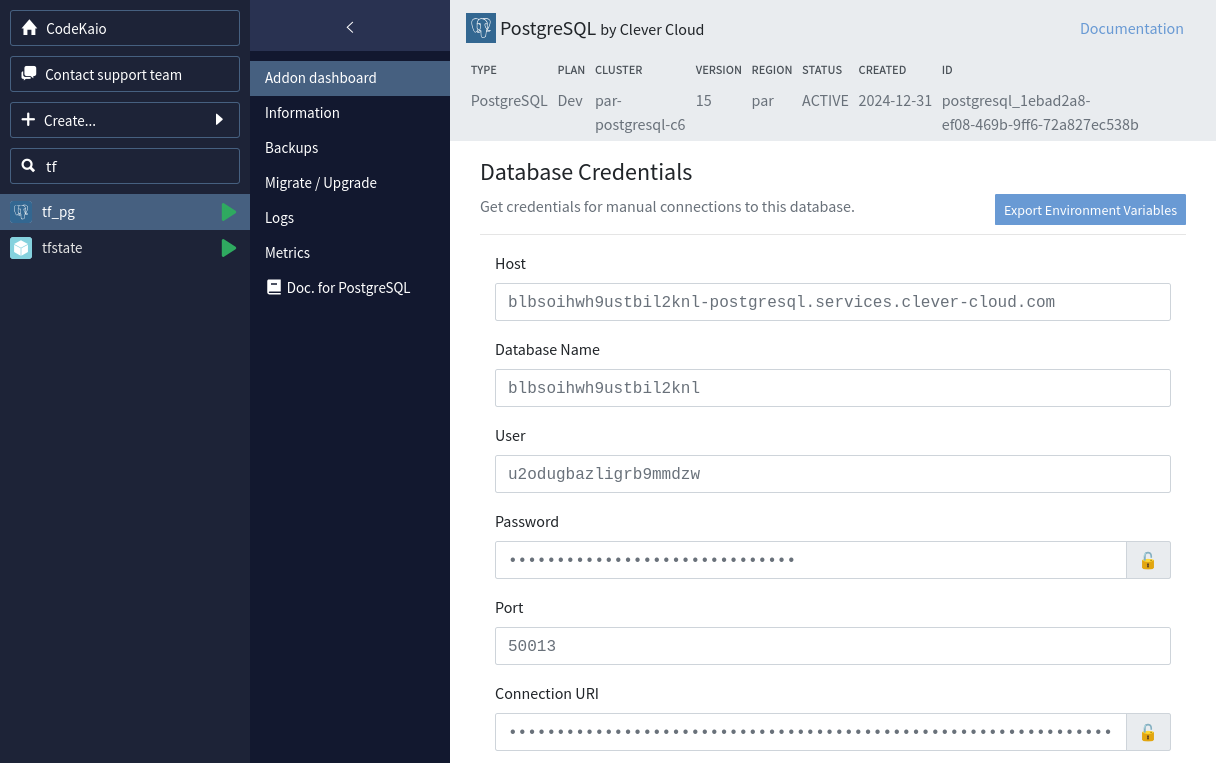 CodeKaio
Contact support team
Create...
tf
tf_pg
tfstate
Addon dashboard
Information
Backups
Migrate / Upgrade
Logs
Metrics
Doc. for PostgreSQL
PostgreSQL by Clever Cloud
Documentation
TYPE PLAN CLUSTER VERSION REGION STATUS CREATED ID
PostgreSQL Dev par- 15 par ACTIVE 2024-12-31 postgresql_1ebad2a8-
postgresql-c6 ef08-469b-9ff6-72a827ec538b
Database Credentials
Get credentials for manual connections to this database.
Export Environment Variables
Host
blbsoihwh9ustbil2knl-postgresql.services.clever-cloud.com
Database Name
blbsoihwh9ustbil2knl
User
u2odugbazligrb9mmdzw
Password
••••••••••••••••••••••••••••••
Port
50013
Connection URI
•••••••••••••••••••••••••••••••••••••••••••••••••••••••••••••••